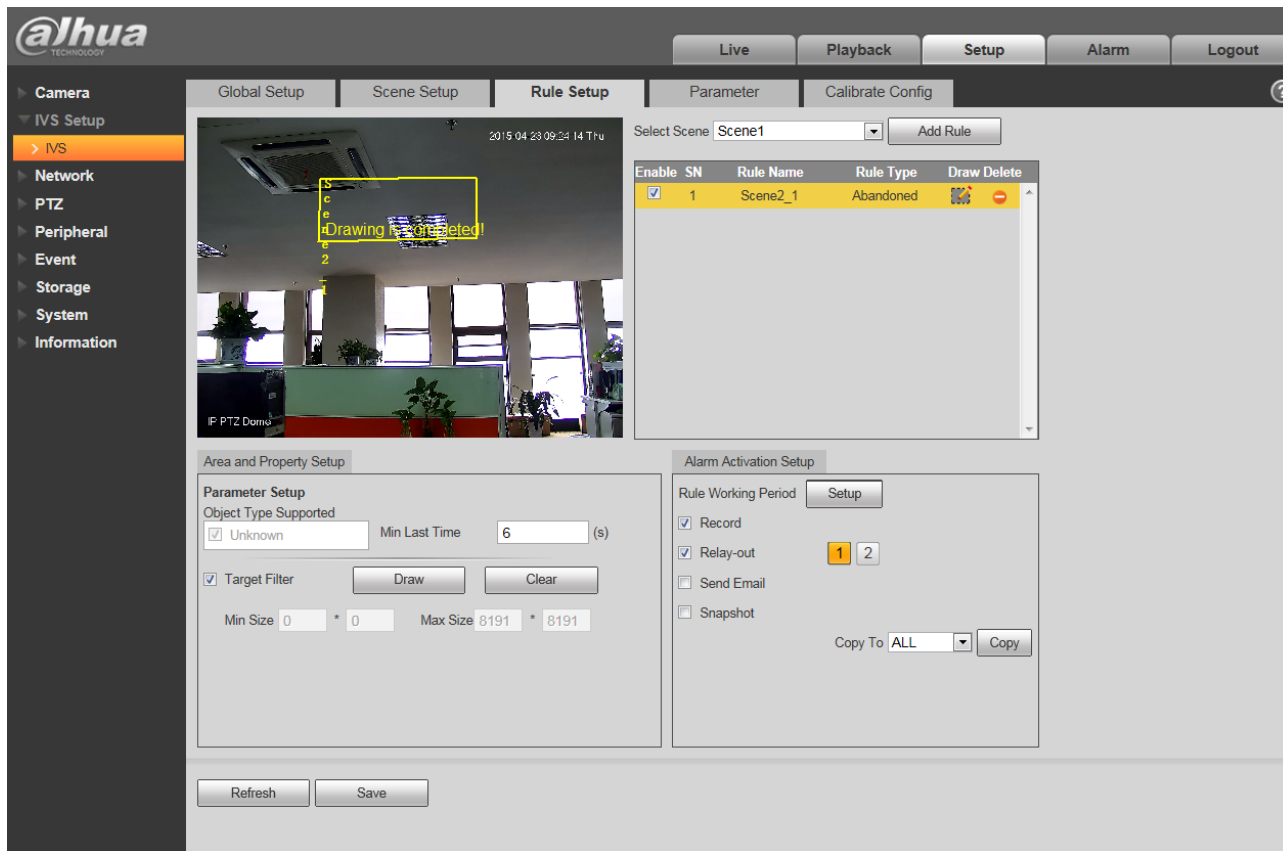 alhua
TECHNOLOGY
Live Playback Setup Alarm Logout
Camera
IVS Setup
IVS
Network
PTZ
Peripheral
Event
Storage
System
Information
Global Setup Scene Setup Rule Setup Parameter Calibrate Config ?
2015 04 23 09:24 14 Thu
Scene2_1
Drawing is completed!
IP PTZ Dome
Select Scene Scene1 Add Rule
Enable SN Rule Name Rule Type Draw Delete
1 Scene2_1 Abandoned
Area and Property Setup
Parameter Setup
Object Type Supported
Unknown Min Last Time 6 (s)
Target Filter Draw Clear
Min Size 0 * 0 Max Size 8191 * 8191
Alarm Activation Setup
Rule Working Period Setup
Record
Relay-out 1 2
Send Email
Snapshot
Copy To ALL Copy
Refresh Save